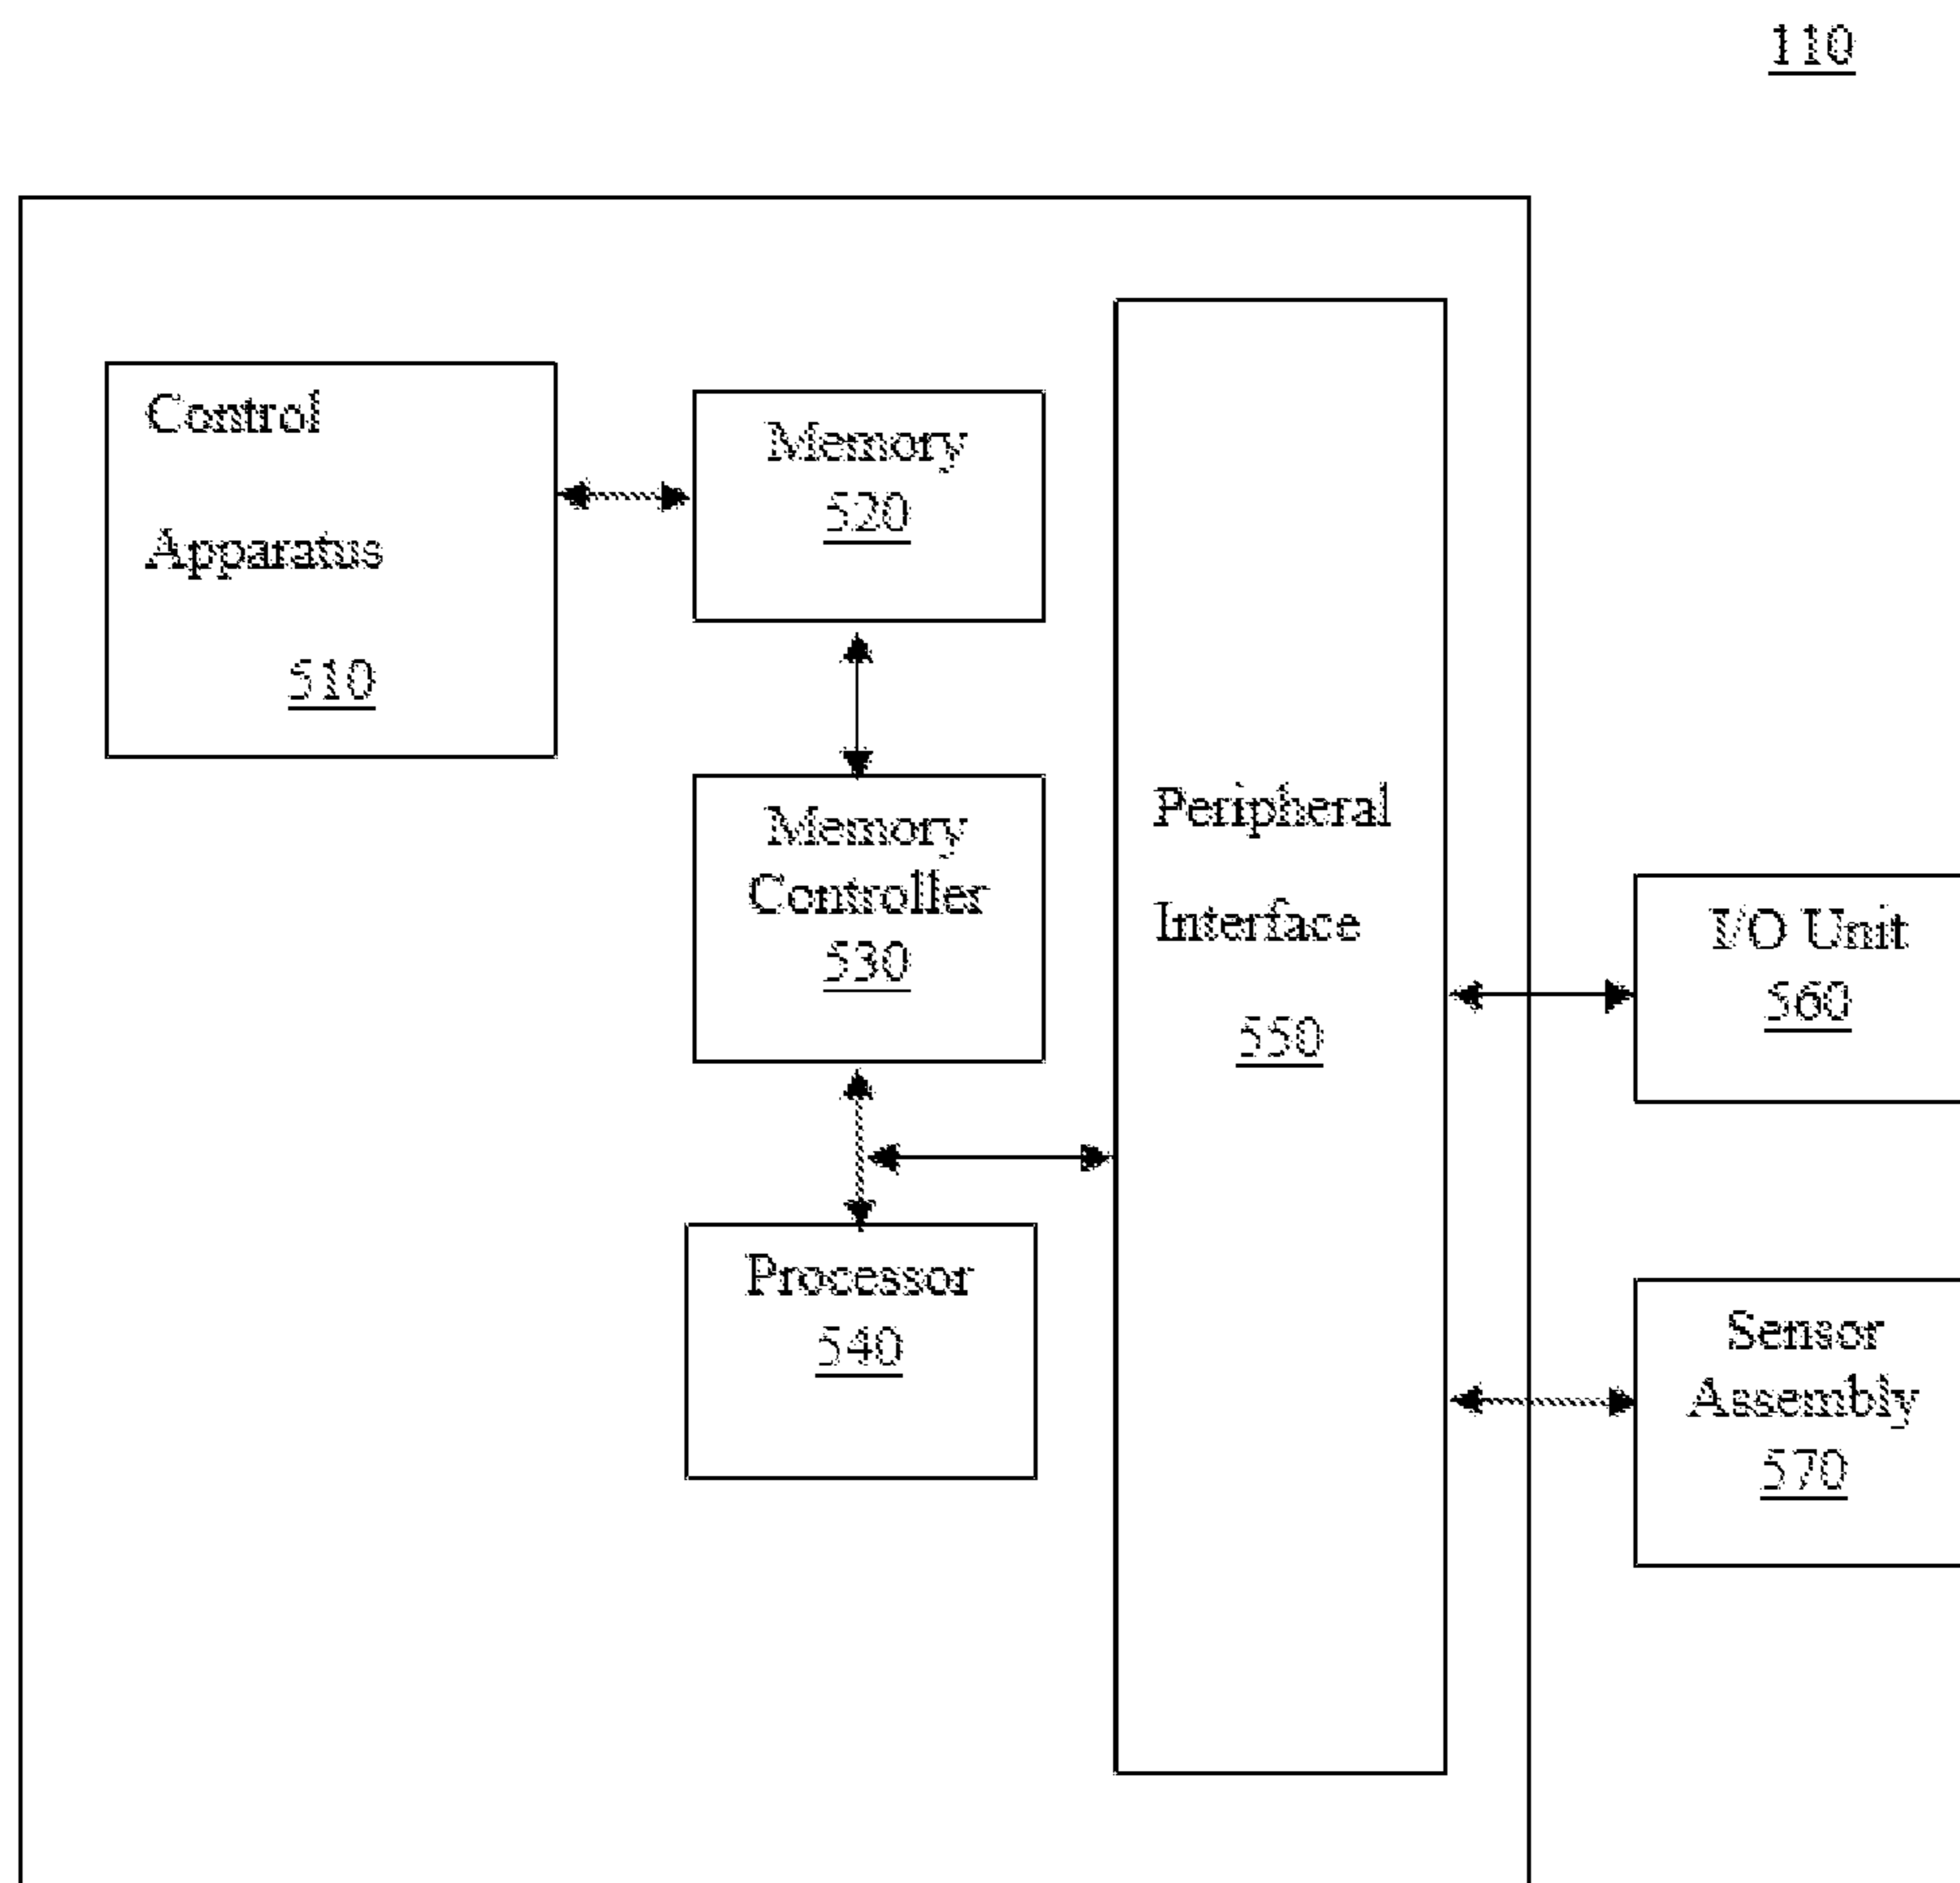 110
Control
Apparatus
510
Memory
520
Memory
Controller
530
Processor
540
Peripheral
Interface
550
I/O Unit
560
Sensor
Assembly
570